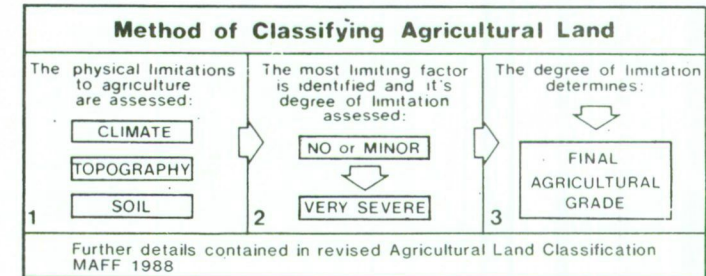 Method of Classifying Agricultural Land
The physical limitations
to agriculture
are assessed:
CLIMATE
TOPOGRAPHY
SOIL
1
The most limiting factor
is identified and it's
degree of limitation
assessed:
NO or MINOR
VERY SEVERE
2
The degree of limitation
determines:
FINAL
AGRICULTURAL
GRADE
3
Further details contained in revised Agricultural Land Classification
MAFF 1988